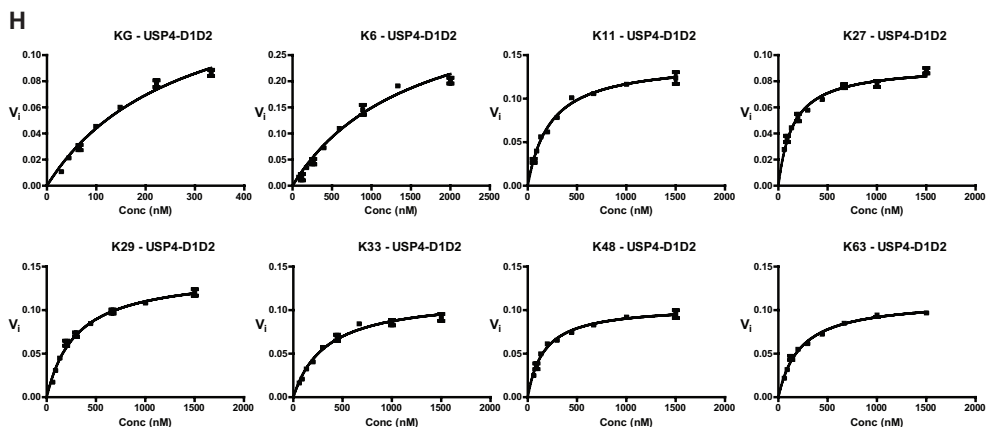 H
KG - USP4-D1D2
0.10
0.08
0.06
Vi
0.04
0.02
0.00
0 100 200 300 400
Conc (nM)
K6 - USP4-D1D2
0.25
0.20
0.15
Vi
0.10
0.05
0.00
0 500 1000 1500 2000 2500
Conc (nM)
K11 - USP4-D1D2
0.15
0.10
Vi
0.05
0.00
0 500 1000 1500 2000
Conc (nM)
K27 - USP4-D1D2
0.10
0.08
0.06
Vi
0.04
0.02
0.00
0 500 1000 1500 2000
Conc (nM)
K29 - USP4-D1D2
0.15
0.10
Vi
0.05
0.00
0 500 1000 1500 2000
Conc (nM)
K33 - USP4-D1D2
0.15
0.10
Vi
0.05
0.00
0 500 1000 1500 2000
Conc (nM)
K48 - USP4-D1D2
0.15
0.10
Vi
0.05
0.00
0 500 1000 1500 2000
Conc (nM)
K63 - USP4-D1D2
0.15
0.10
Vi
0.05
0.00
0 500 1000 1500 2000
Conc (nM)